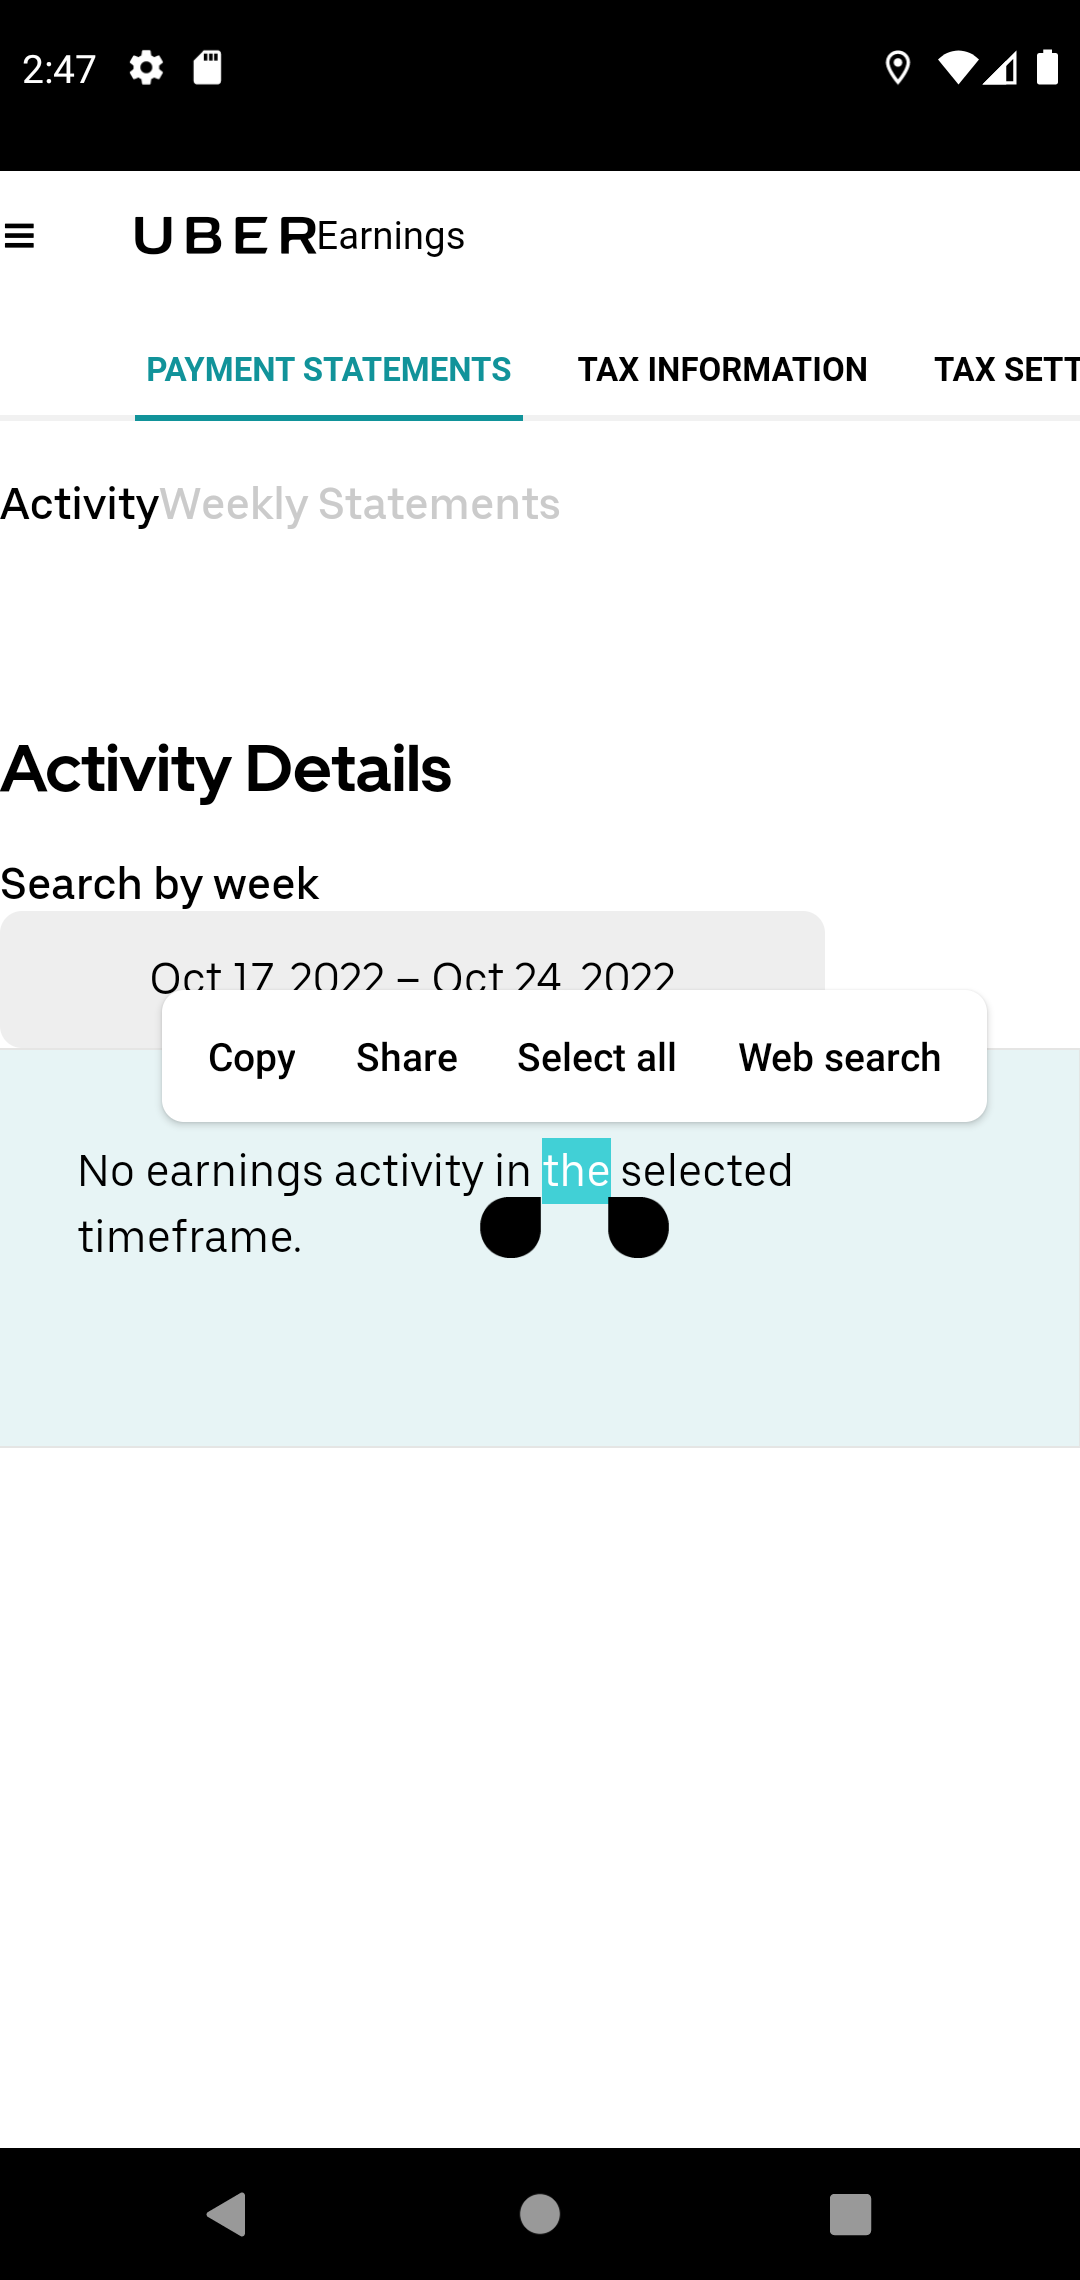 2:47
UBER Earnings
PAYMENT STATEMENTS TAX INFORMATION TAX SETT
Activity Weekly Statements
Activity Details
Search by week
Oct 17, 2022 – Oct 24, 2022
Copy Share Select all Web search
No earnings activity in the selected
timeframe.